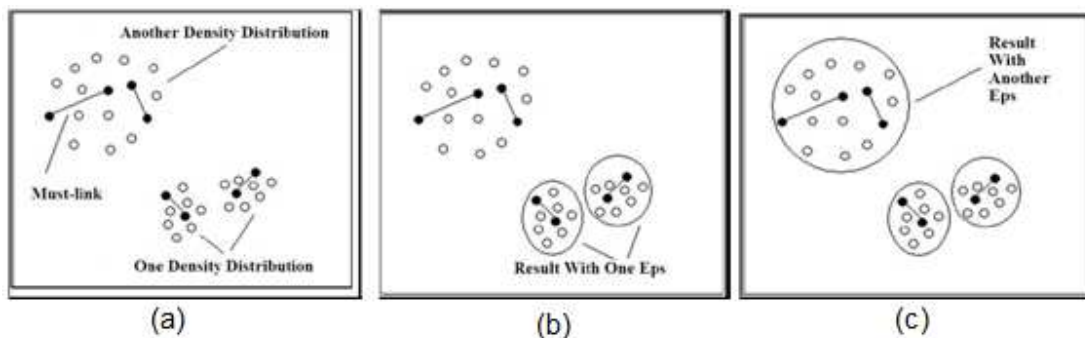 Another Density Distribution
Must-link
One Density Distribution
(a)
Result With One Eps
(b)
Result
With
Another
Eps
(c)